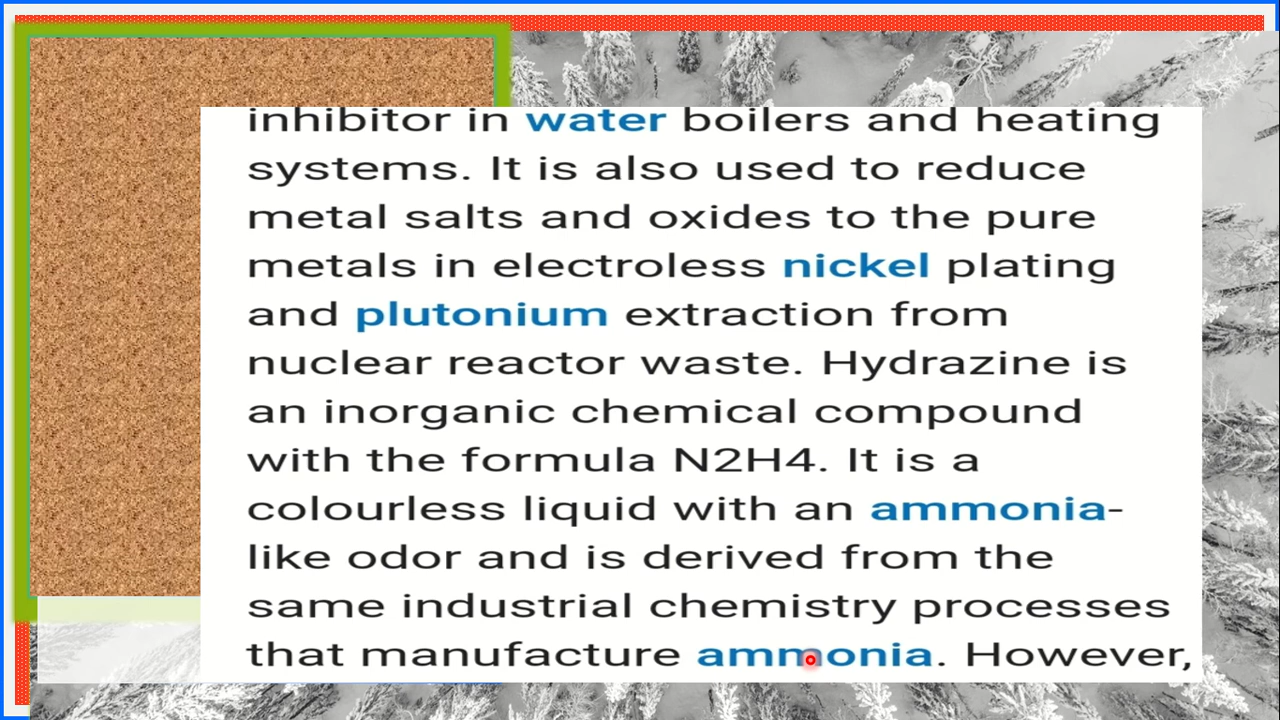 inhibitor in water boilers and heating
systems. It is also used to reduce
metal salts and oxides to the pure
metals in electroless nickel plating
and plutonium extraction from
nuclear reactor waste. Hydrazine is
an inorganic chemical compound
with the formula N2H4. It is a
colourless liquid with an ammonia-
like odor and is derived from the
same industrial chemistry processes
that manufacture ammonia. However,